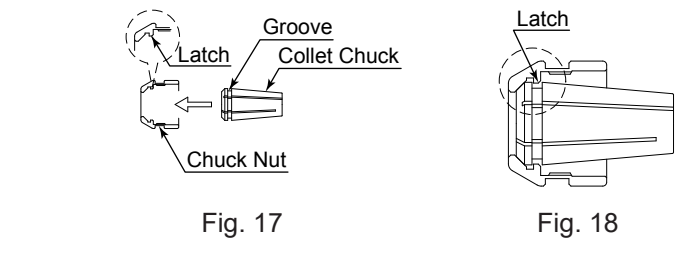 Groove
Latch
Collet Chuck
Chuck Nut
Fig. 17
Latch
Fig. 18